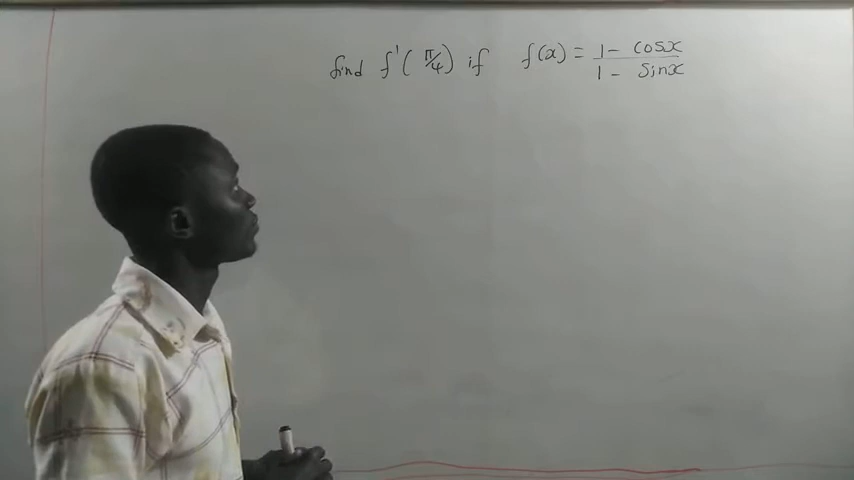 find f'(π/4) if f(x) = 1 - cosx / 1 - sinx